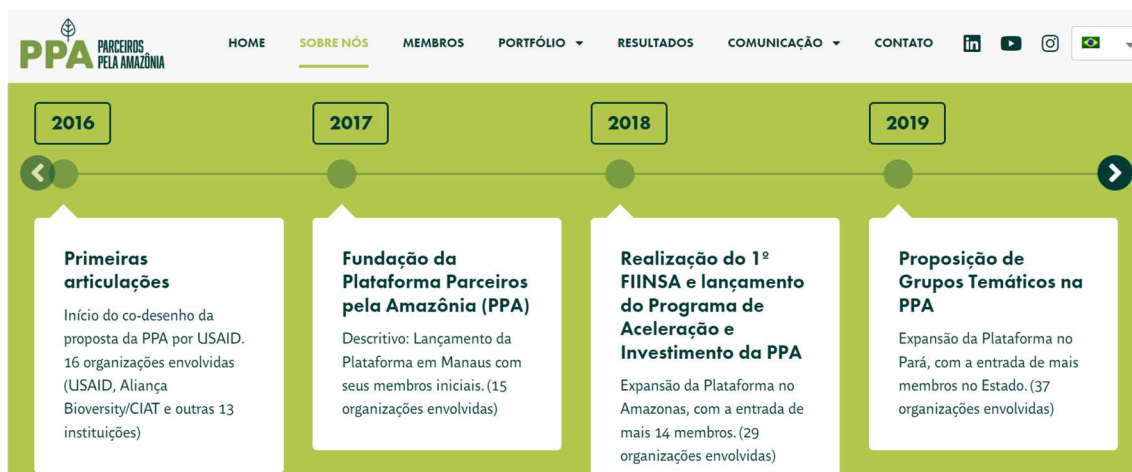 PPA PARCEIROS
PELA AMAZÔNIA
HOME SOBRE NÓS MEMBROS PORTFÓLIO RESULTADOS COMUNICAÇÃO CONTATO
2016
2017
2018
2019
Primeiras
articulações
Início do co-desenho da
proposta da PPA por USAID.
16 organizações envolvidas
(USAID, Aliança
Bioversity/CIAT e outras 13
instituições)
Fundação da
Plataforma Parceiros
pela Amazônia (PPA)
Descritivo: Lançamento da
Plataforma em Manaus com
seus membros iniciais. (15
organizações envolvidas)
Realização do 1º
FIINSA e lançamento
do Programa de
Aceleração e
Investimento da PPA
Expansão da Plataforma no
Amazonas, com a entrada de
mais 14 membros. (29
organizações envolvidas)
Proposição de
Grupos Temáticos na
PPA
Expansão da Plataforma no
Pará, com a entrada de mais
membros no Estado. (37
organizações envolvidas)